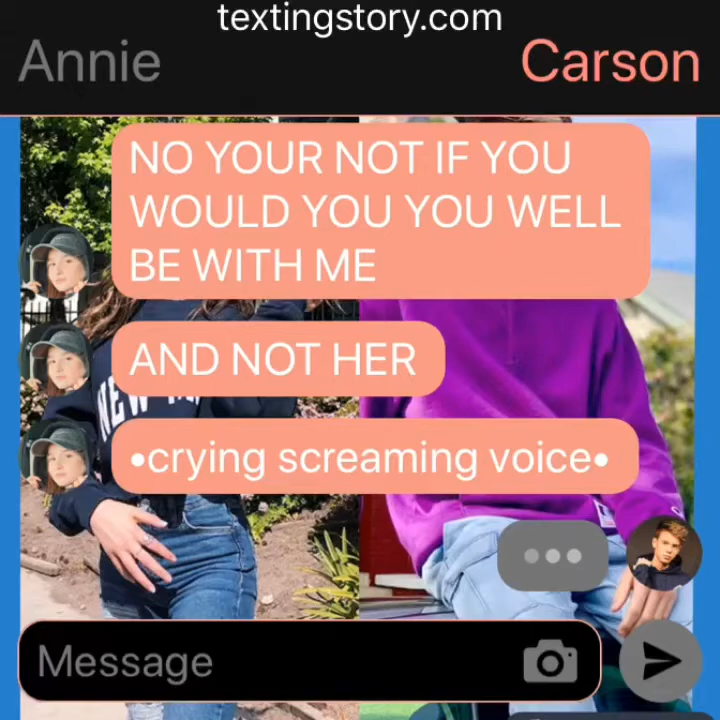 textingstory.com
Annie
Carson
NO YOUR NOT IF YOU
WOULD YOU YOU WELL
BE WITH ME
AND NOT HER
NEW
•crying screaming voice•
Message